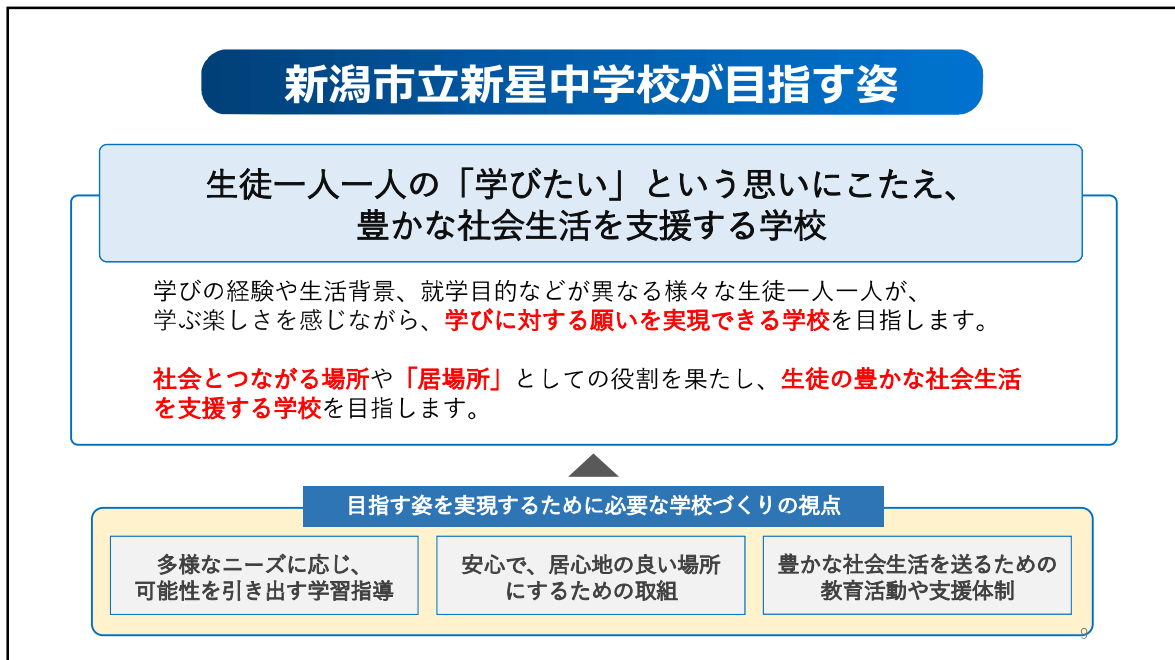 新潟市立新星中学校が目指す姿
生徒一人一人の「学びたい」という思いにこたえ、
豊かな社会生活を支援する学校
学びの経験や生活背景、就学目的などが異なる様々な生徒一人一人が、
学ぶ楽しさを感じながら、学びに対する願いを実現できる学校を目指します。
社会とつながる場所や「居場所」としての役割を果たし、生徒の豊かな社会生活
を支援する学校を目指します。
目指す姿を実現するために必要な学校づくりの視点
多様なニーズに応じ、
可能性を引き出す学習指導
安心で、居心地の良い場所
にするための取組
豊かな社会生活を送るための
教育活動や支援体制
9